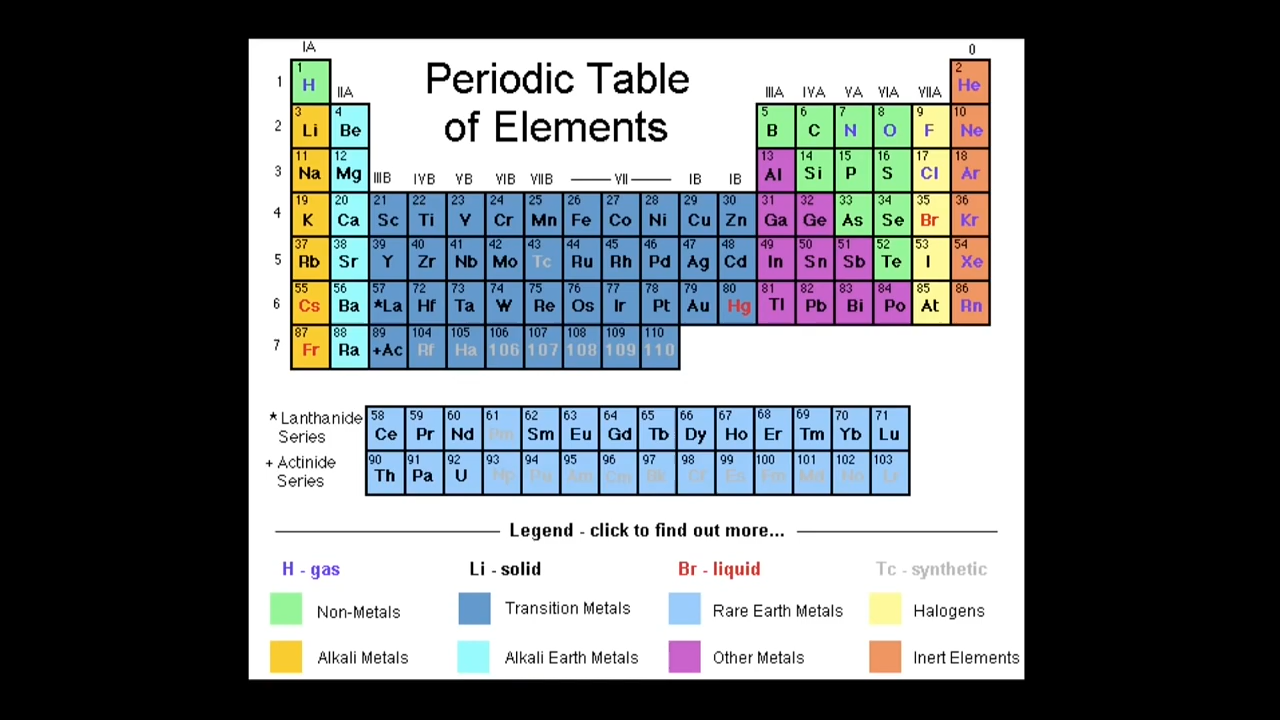 IA
0
1
1 H
IIA
Periodic Table
of Elements
IIIA IVA VA VIA VIIA
2 He
2
3 Li
4 Be
5 B
6 C
7 N
8 O
9 F
10 Ne
3
11 Na
12 Mg
IIIB IVB VB VIB VIIB VII IB IB
13 Al
14 Si
15 P
16 S
17 Cl
18 Ar
4
19 K
20 Ca
21 Sc
22 Ti
23 V
24 Cr
25 Mn
26 Fe
27 Co
28 Ni
29 Cu
30 Zn
31 Ga
32 Ge
33 As
34 Se
35 Br
36 Kr
5
37 Rb
38 Sr
39 Y
40 Zr
41 Nb
42 Mo
43 Tc
44 Ru
45 Rh
46 Pd
47 Ag
48 Cd
49 In
50 Sn
51 Sb
52 Te
53 I
54 Xe
6
55 Cs
56 Ba
57 *La
72 Hf
73 Ta
74 W
75 Re
76 Os
77 Ir
78 Pt
79 Au
80 Hg
81 Tl
82 Pb
83 Bi
84 Po
85 At
86 Rn
7
87 Fr
88 Ra
89 +Ac
104 Rf
105 Ha
106 106
107 107
108 108
109 109
110 110
* Lanthanide
Series
58 Ce
59 Pr
60 Nd
61 Pm
62 Sm
63 Eu
64 Gd
65 Tb
66 Dy
67 Ho
68 Er
69 Tm
70 Yb
71 Lu
+ Actinide
Series
90 Th
91 Pa
92 U
93 Np
94 Pu
95 Am
96 Cm
97 Bk
98 Cf
99 Es
100 Fm
101 Md
102 No
103 Lr
Legend - click to find out more...
H - gas
Li - solid
Br - liquid
Tc - synthetic
Non-Metals
Transition Metals
Rare Earth Metals
Halogens
Alkali Metals
Alkali Earth Metals
Other Metals
Inert Elements